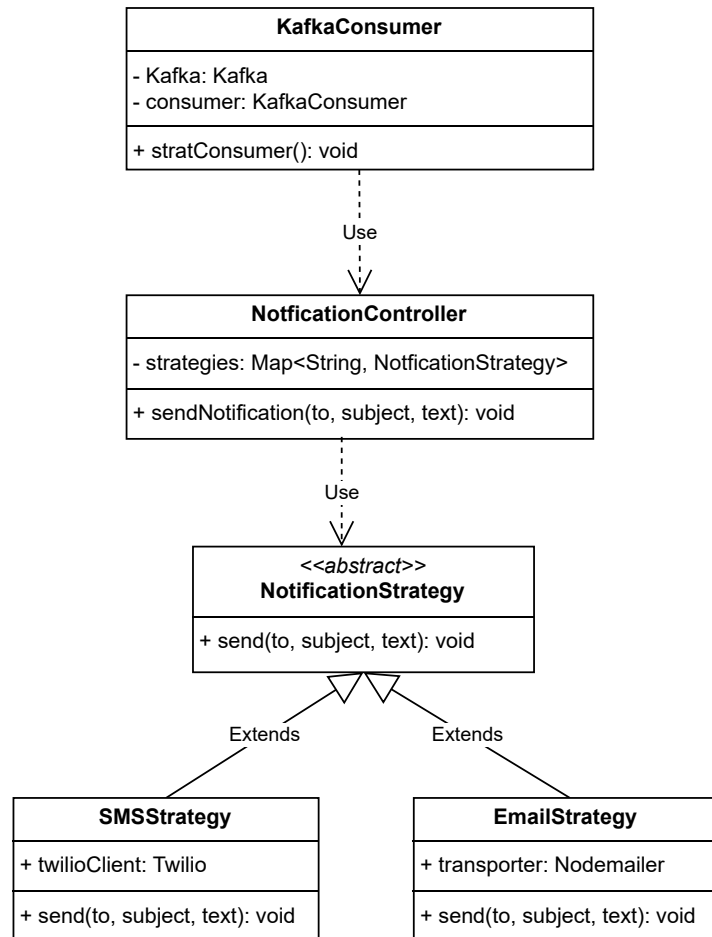 KafkaConsumer
- Kafka: Kafka
- consumer: KafkaConsumer
+ stratConsumer(): void
Use
NotficationController
- strategies: Map<String, NotficationStrategy>
+ sendNotification(to, subject, text): void
Use
<<abstract>>
NotificationStrategy
+ send(to, subject, text): void
Extends
Extends
SMSStrategy
+ twilioClient: Twilio
+ send(to, subject, text): void
EmailStrategy
+ transporter: Nodemailer
+ send(to, subject, text): void